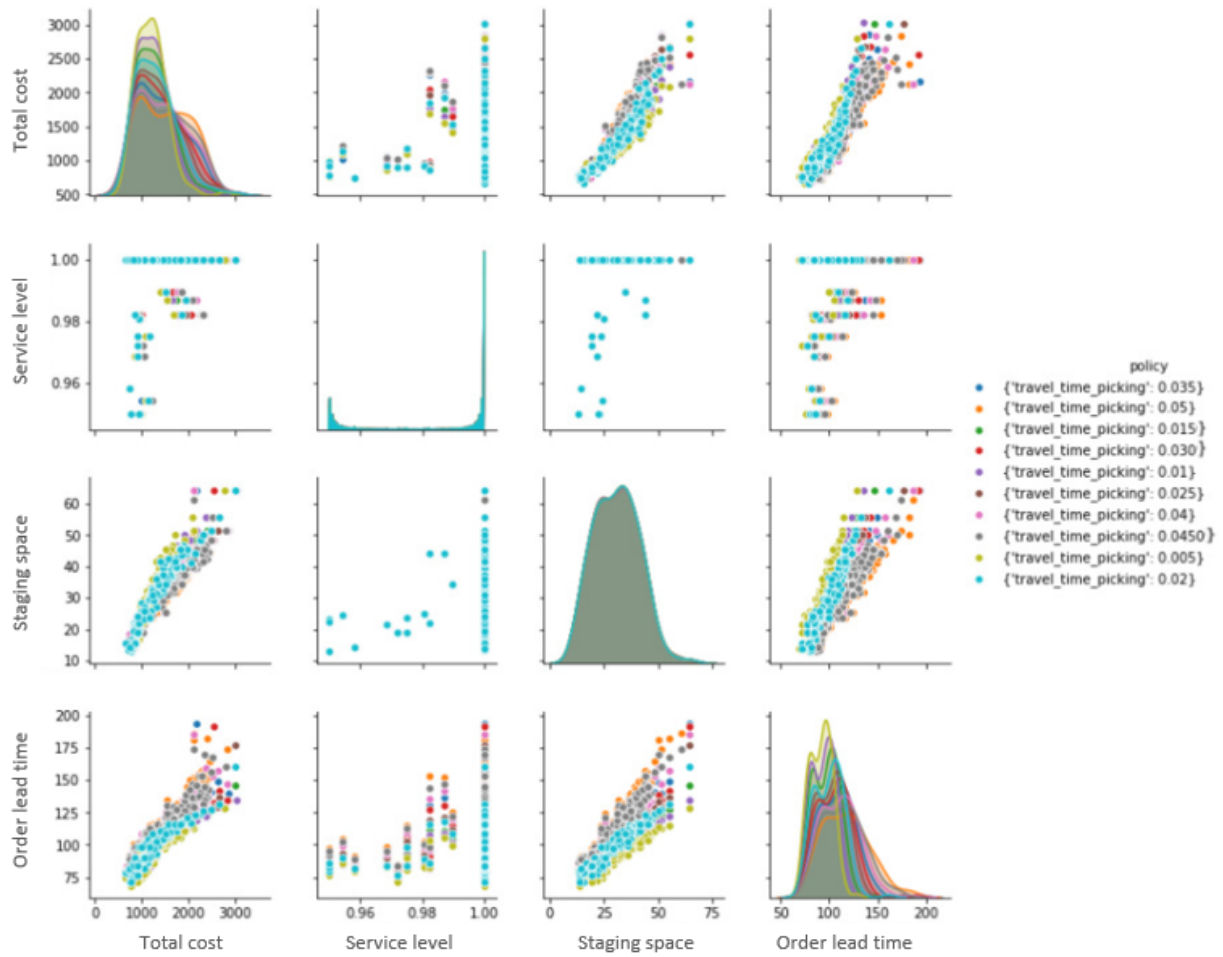 Total cost
3000
2500
2000
1500
1000
500
Service level
1.00
0.98
0.96
policy
{'travel_time_picking': 0.035}
{'travel_time_picking': 0.05}
{'travel_time_picking': 0.015}
{'travel_time_picking': 0.030}
{'travel_time_picking': 0.01}
{'travel_time_picking': 0.025}
{'travel_time_picking': 0.04}
{'travel_time_picking': 0.0450}
{'travel_time_picking': 0.005}
{'travel_time_picking': 0.02}
Staging space
60
50
40
30
20
10
Order lead time
200
175
150
125
100
75
0 1000 2000 3000 0.96 0.98 1.00 0 25 50 75 50 100 150 200
Total cost Service level Staging space Order lead time